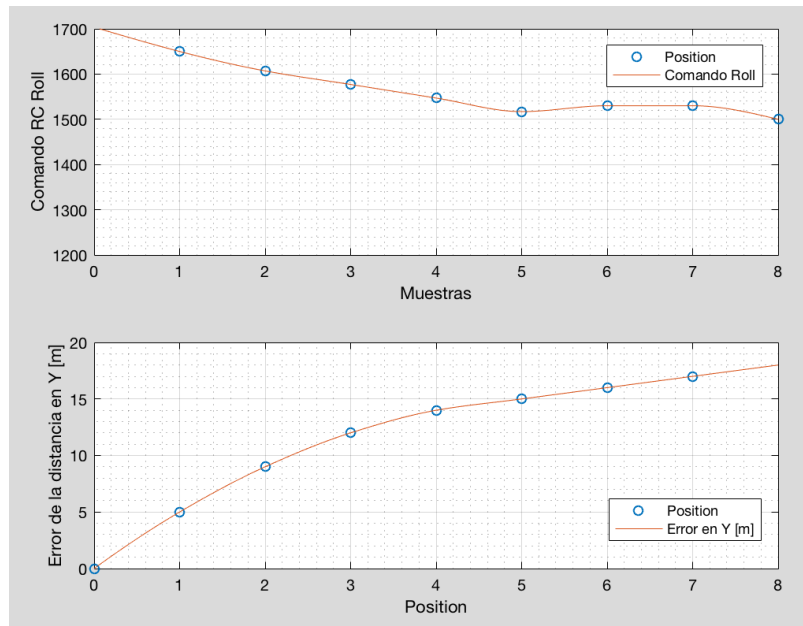 1700
1600
1500
1400
1300
1200
Comando RC Roll
Position
Comando Roll
0 1 2 3 4 5 6 7 8
Muestras
20
15
10
5
0
Error de la distancia en Y [m]
Position
Error en Y [m]
0 1 2 3 4 5 6 7 8
Position